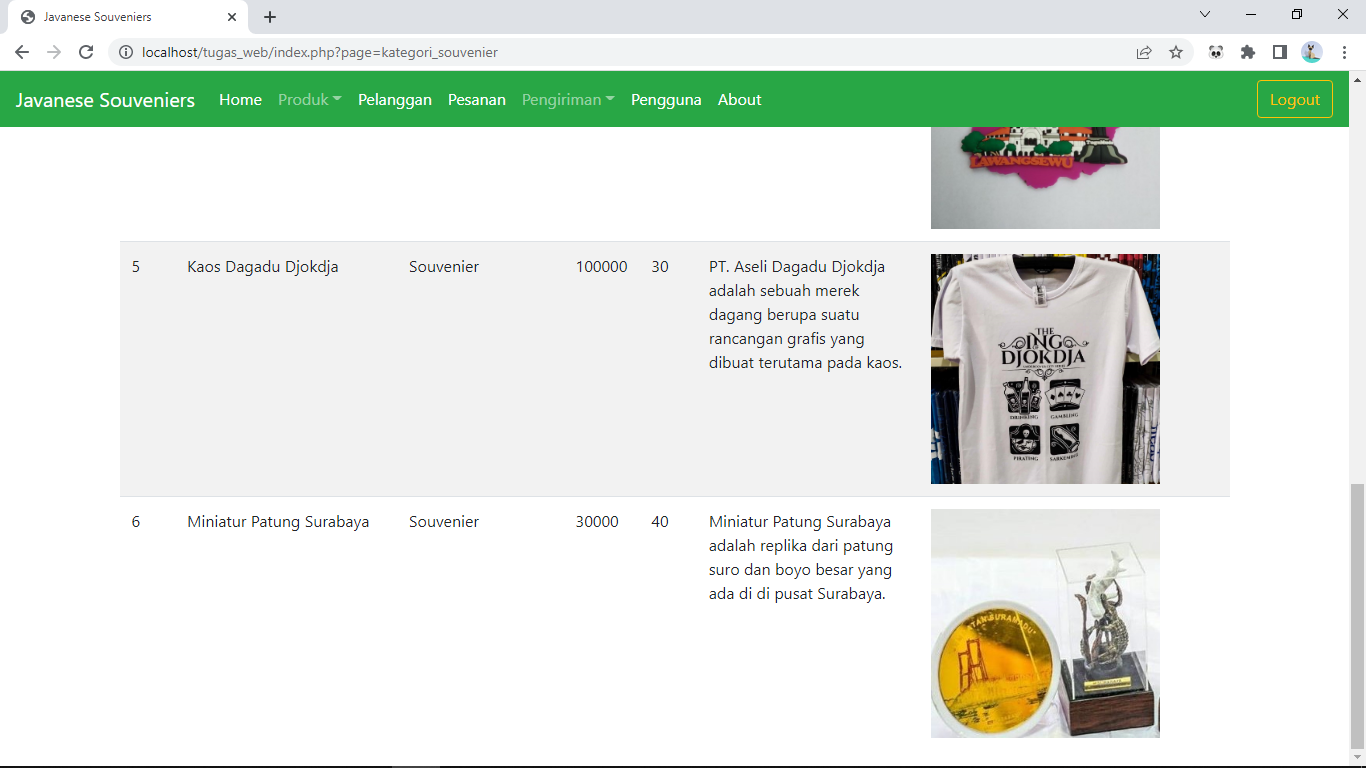 Javanese Souveniers
localhost/tugas_web/index.php?page=kategori_souvenier
Javanese Souveniers Home Produk Pelanggan Pesanan Pengiriman Pengguna About Logout
LAWANGSEWU
5 Kaos Dagadu Djokdja Souvenier 100000 30 PT. Aseli Dagadu Djokdja
adalah sebuah merek
dagang berupa suatu
rancangan grafis yang
dibuat terutama pada kaos.
THE
ING
DJOKDJA
GAMBLING
PIRATING
6 Miniatur Patung Surabaya Souvenier 30000 40 Miniatur Patung Surabaya
adalah replika dari patung
suro dan boyo besar yang
ada di di pusat Surabaya.